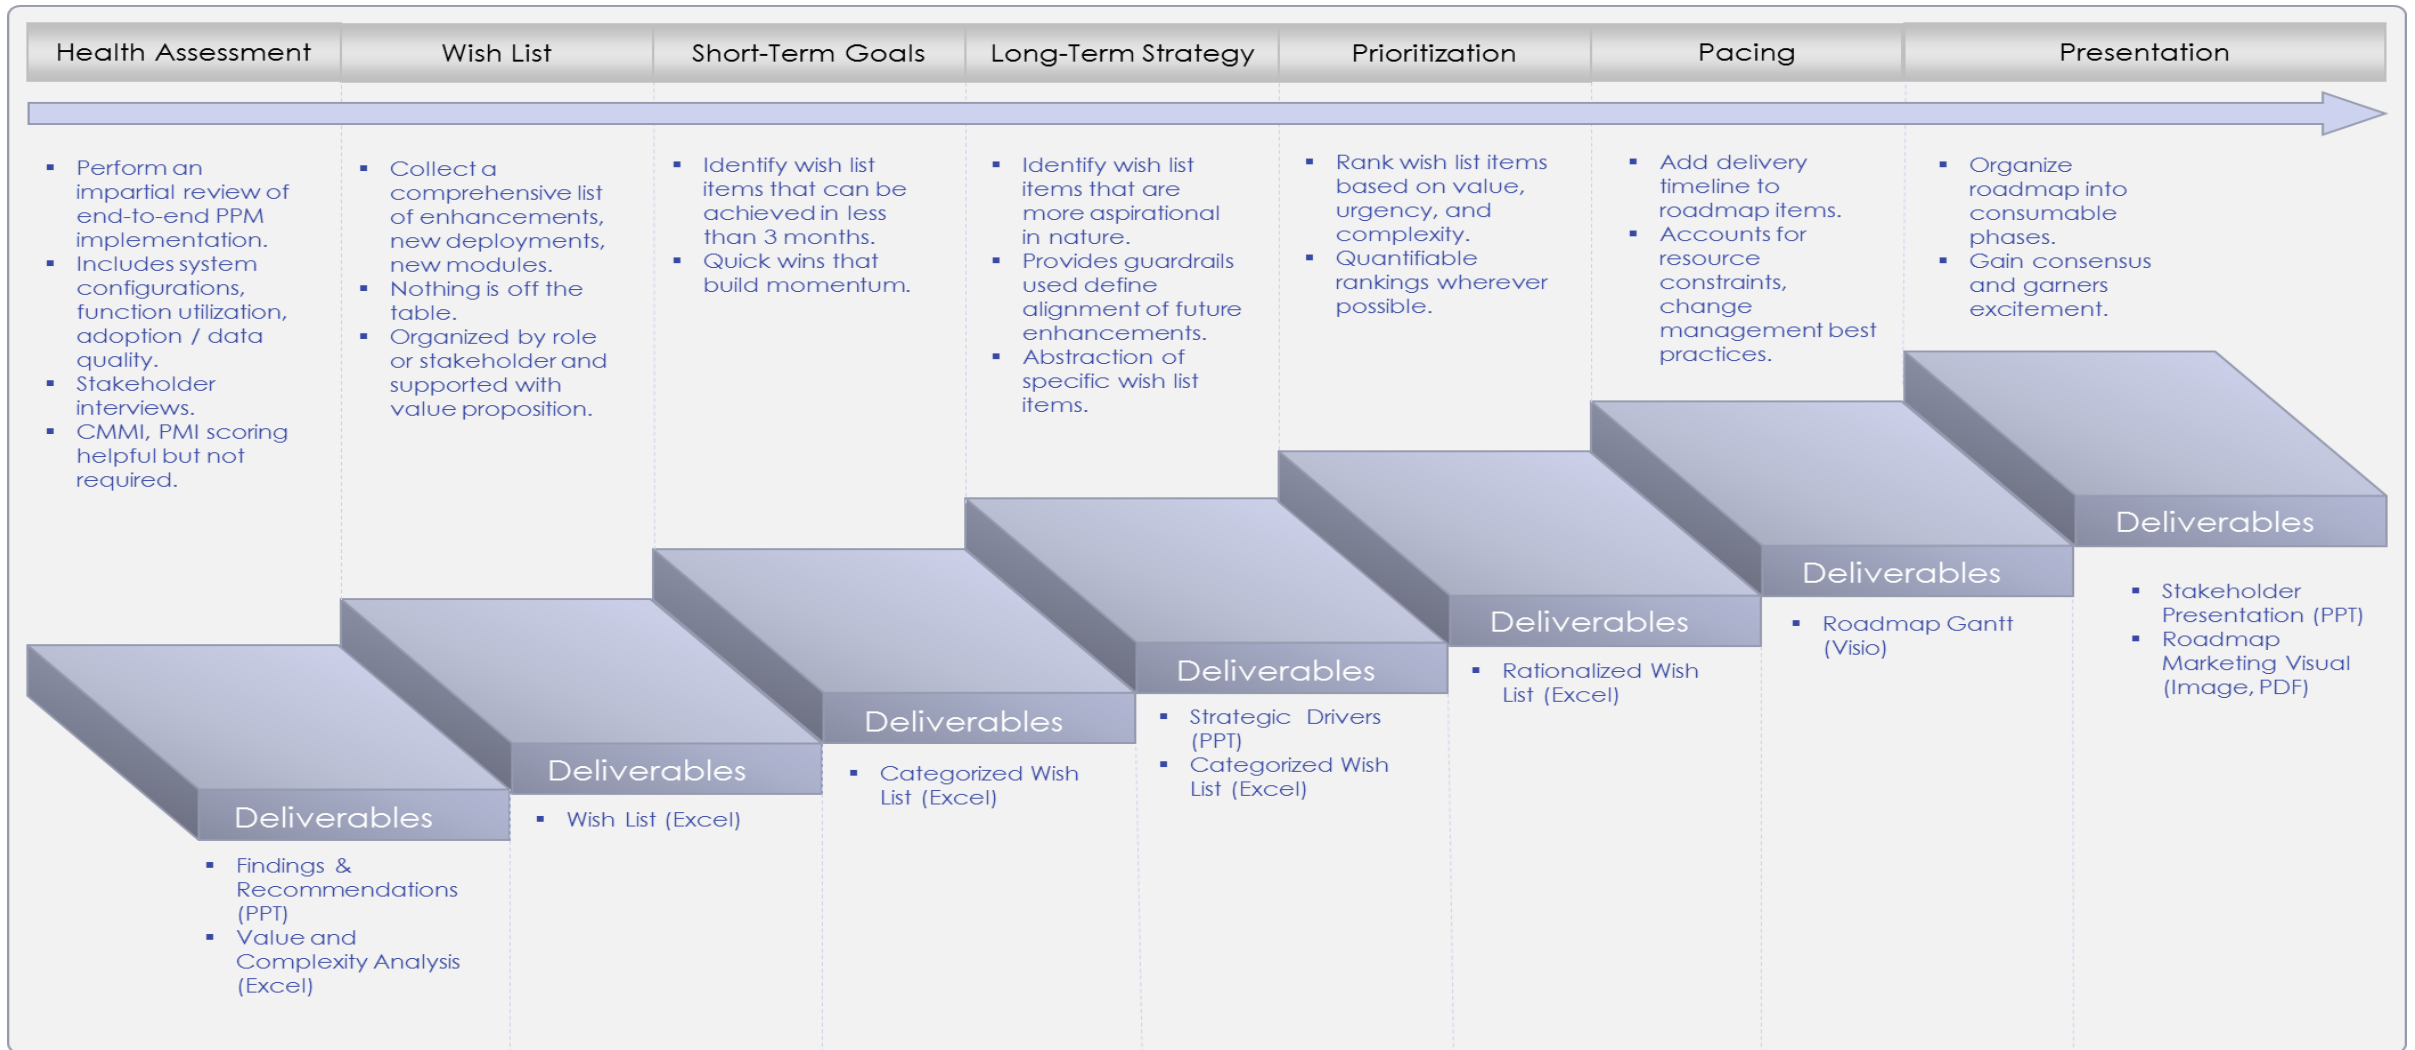 Health Assessment
Wish List
Short-Term Goals
Long-Term Strategy
Prioritization
Pacing
Presentation
▪ Perform an
impartial review of
end-to-end PPM
implementation.
▪ Includes system
configurations,
function utilization,
adoption / data
quality.
▪ Stakeholder
interviews.
▪ CMMI, PMI scoring
helpful but not
required.
▪ Collect a
comprehensive list
of enhancements,
new deployments,
new modules.
▪ Nothing is off the
table.
▪ Organized by role
or stakeholder and
supported with
value proposition.
▪ Identify wish list
items that can be
achieved in less
than 3 months.
▪ Quick wins that
build momentum.
▪ Identify wish list
items that are
more aspirational
in nature.
▪ Provides guardrails
used define
alignment of future
enhancements.
▪ Abstraction of
specific wish list
items.
▪ Rank wish list items
based on value,
urgency, and
complexity.
▪ Quantifiable
rankings wherever
possible.
▪ Add delivery
timeline to
roadmap items.
▪ Accounts for
resource
constraints,
change
management best
practices.
▪ Organize
roadmap into
consumable
phases.
▪ Gain consensus
and garners
excitement.
Deliverables
▪ Findings &
Recommendations
(PPT)
▪ Value and
Complexity Analysis
(Excel)
Deliverables
▪ Wish List (Excel)
Deliverables
▪ Categorized Wish
List (Excel)
Deliverables
▪ Strategic Drivers
(PPT)
▪ Categorized Wish
List (Excel)
Deliverables
▪ Rationalized Wish
List (Excel)
Deliverables
▪ Roadmap Gantt
(Visio)
Deliverables
▪ Stakeholder
Presentation (PPT)
▪ Roadmap
Marketing Visual
(Image, PDF)